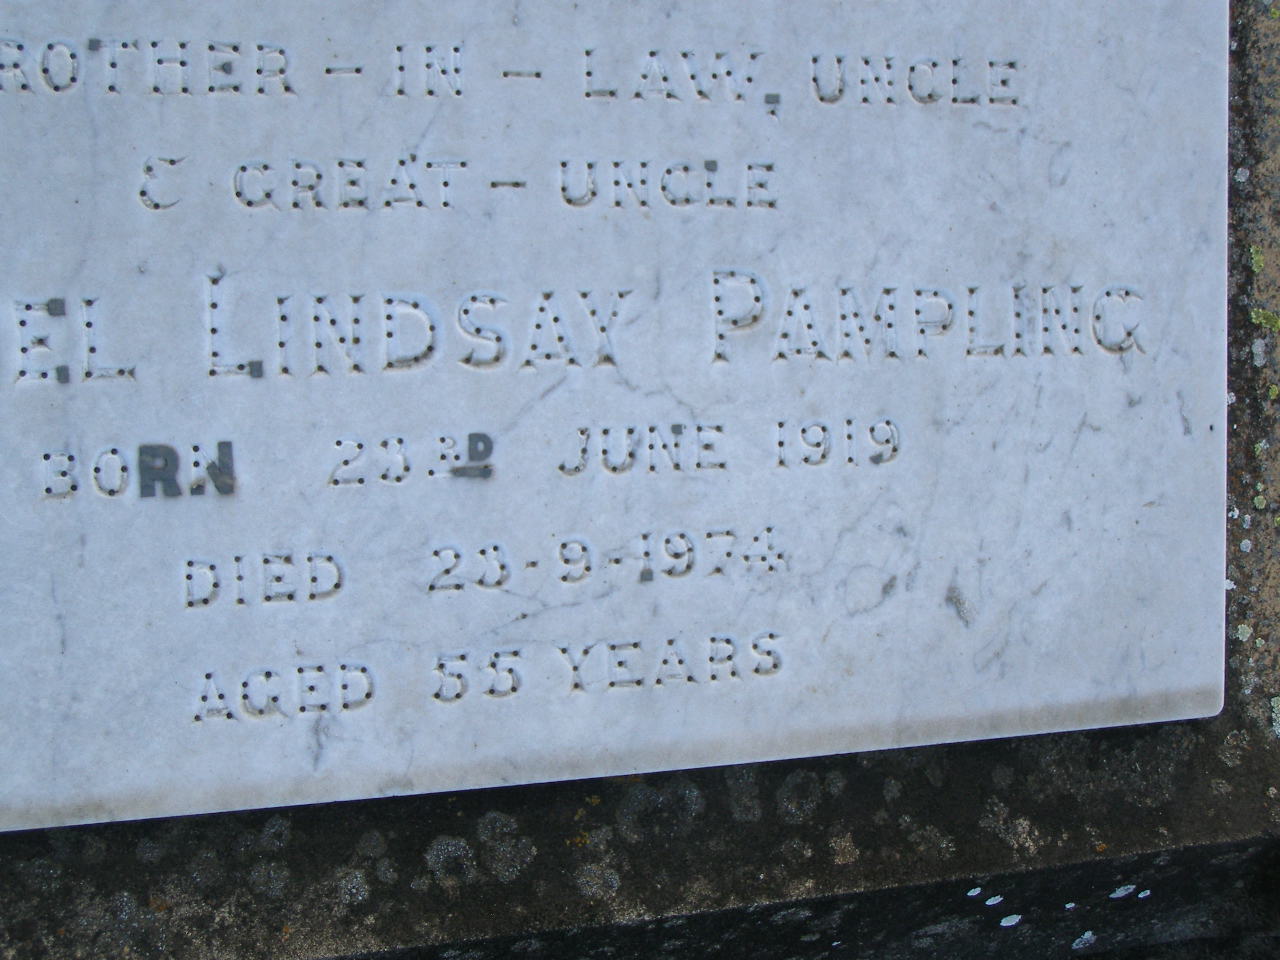 ROTHER - IN - LAW, UNCLE
& GREAT - UNCLE
EL LINDSAY PAMPLING
BORN 23RD JUNE 1919
DIED 23-9-1974
AGED 55 YEARS